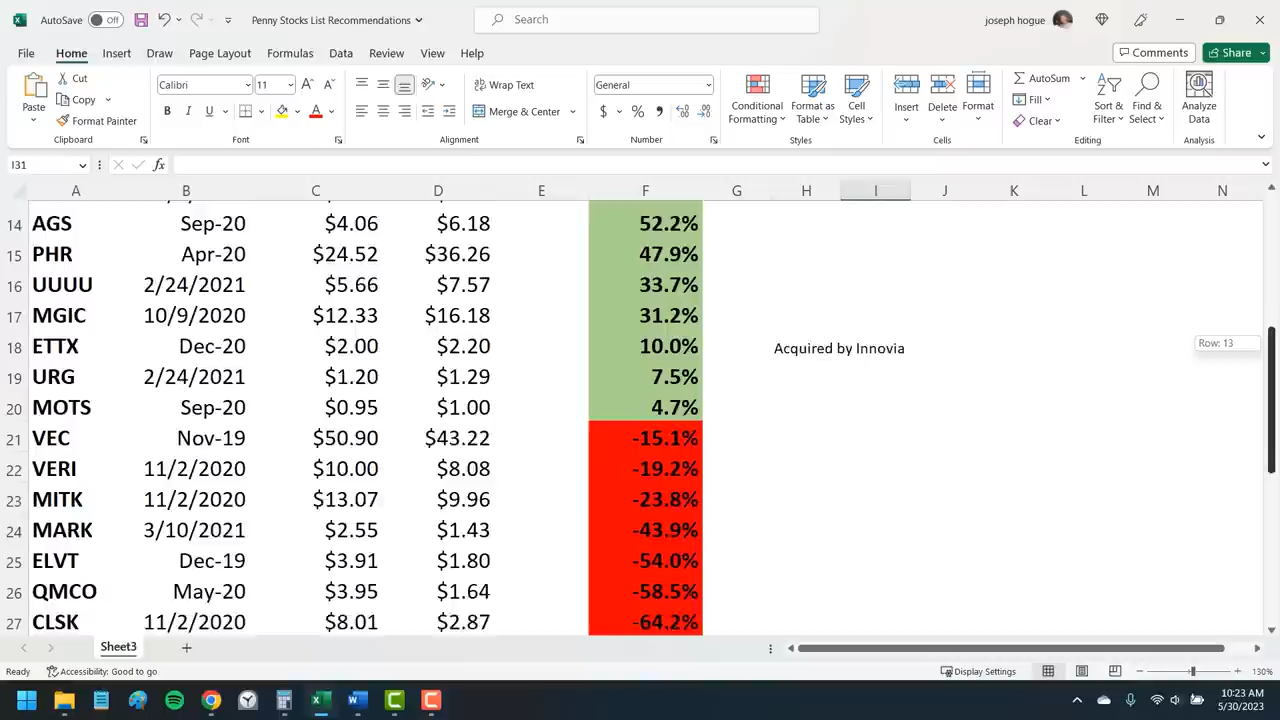 AutoSave Off Penny Stocks List Recommendations Search joseph hogue
File Home Insert Draw Page Layout Formulas Data Review View Help Comments Share
Paste Cut Copy Format Painter Clipboard
Calibri 11 B I U Font
Wrap Text Merge & Center Alignment
General $ % , Number
Conditional Formatting Format as Table Cell Styles Styles
Insert Delete Format Cells
AutoSum Fill Clear Sort & Filter Find & Select Editing
Analyze Data Analysis
I31 fx
A B C D E F G H I J K L M N
14 AGS Sep-20 $4.06 $6.18 52.2%
15 PHR Apr-20 $24.52 $36.26 47.9%
16 UUUU 2/24/2021 $5.66 $7.57 33.7%
17 MGIC 10/9/2020 $12.33 $16.18 31.2%
18 ETTX Dec-20 $2.00 $2.20 10.0% Acquired by Innovia Row: 13
19 URG 2/24/2021 $1.20 $1.29 7.5%
20 MOTS Sep-20 $0.95 $1.00 4.7%
21 VEC Nov-19 $50.90 $43.22 -15.1%
22 VERI 11/2/2020 $10.00 $8.08 -19.2%
23 MITK 11/2/2020 $13.07 $9.96 -23.8%
24 MARK 3/10/2021 $2.55 $1.43 -43.9%
25 ELVT Dec-19 $3.91 $1.80 -54.0%
26 QMCO May-20 $3.95 $1.64 -58.5%
27 CLSK 11/2/2020 $8.01 $2.87 -64.2%
Sheet3
Ready Accessibility: Good to go Display Settings 130%
10:23 AM
5/30/2023